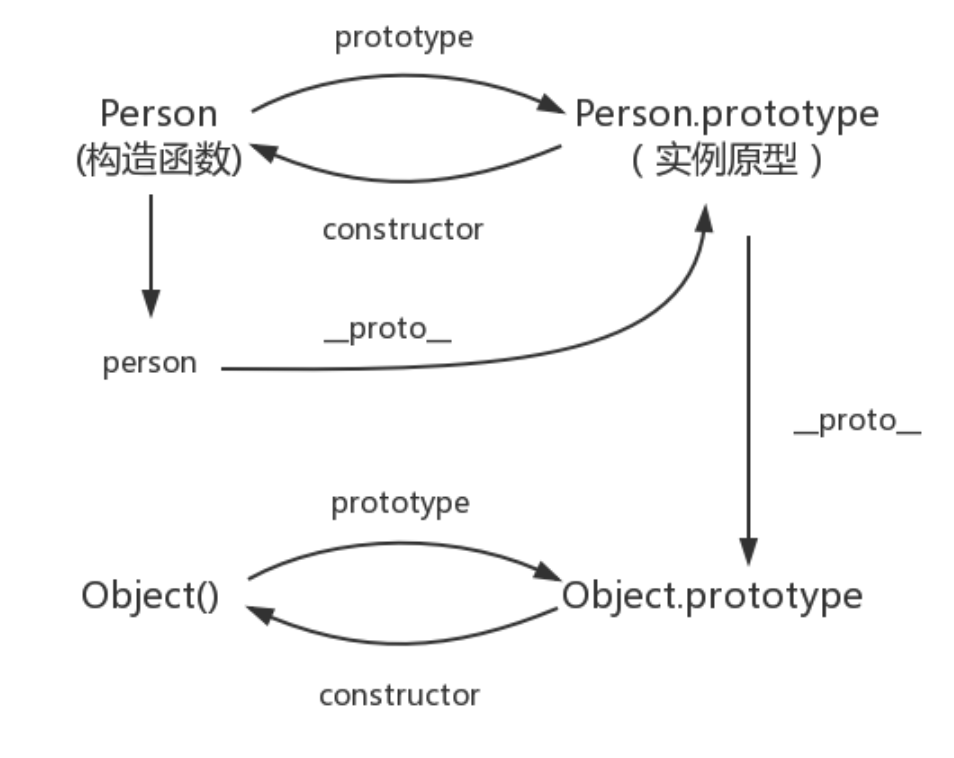 prototype
Person
(构造函数)
Person.prototype
（实例原型）
constructor
__proto__
person
__proto__
prototype
Object()
Object.prototype
constructor